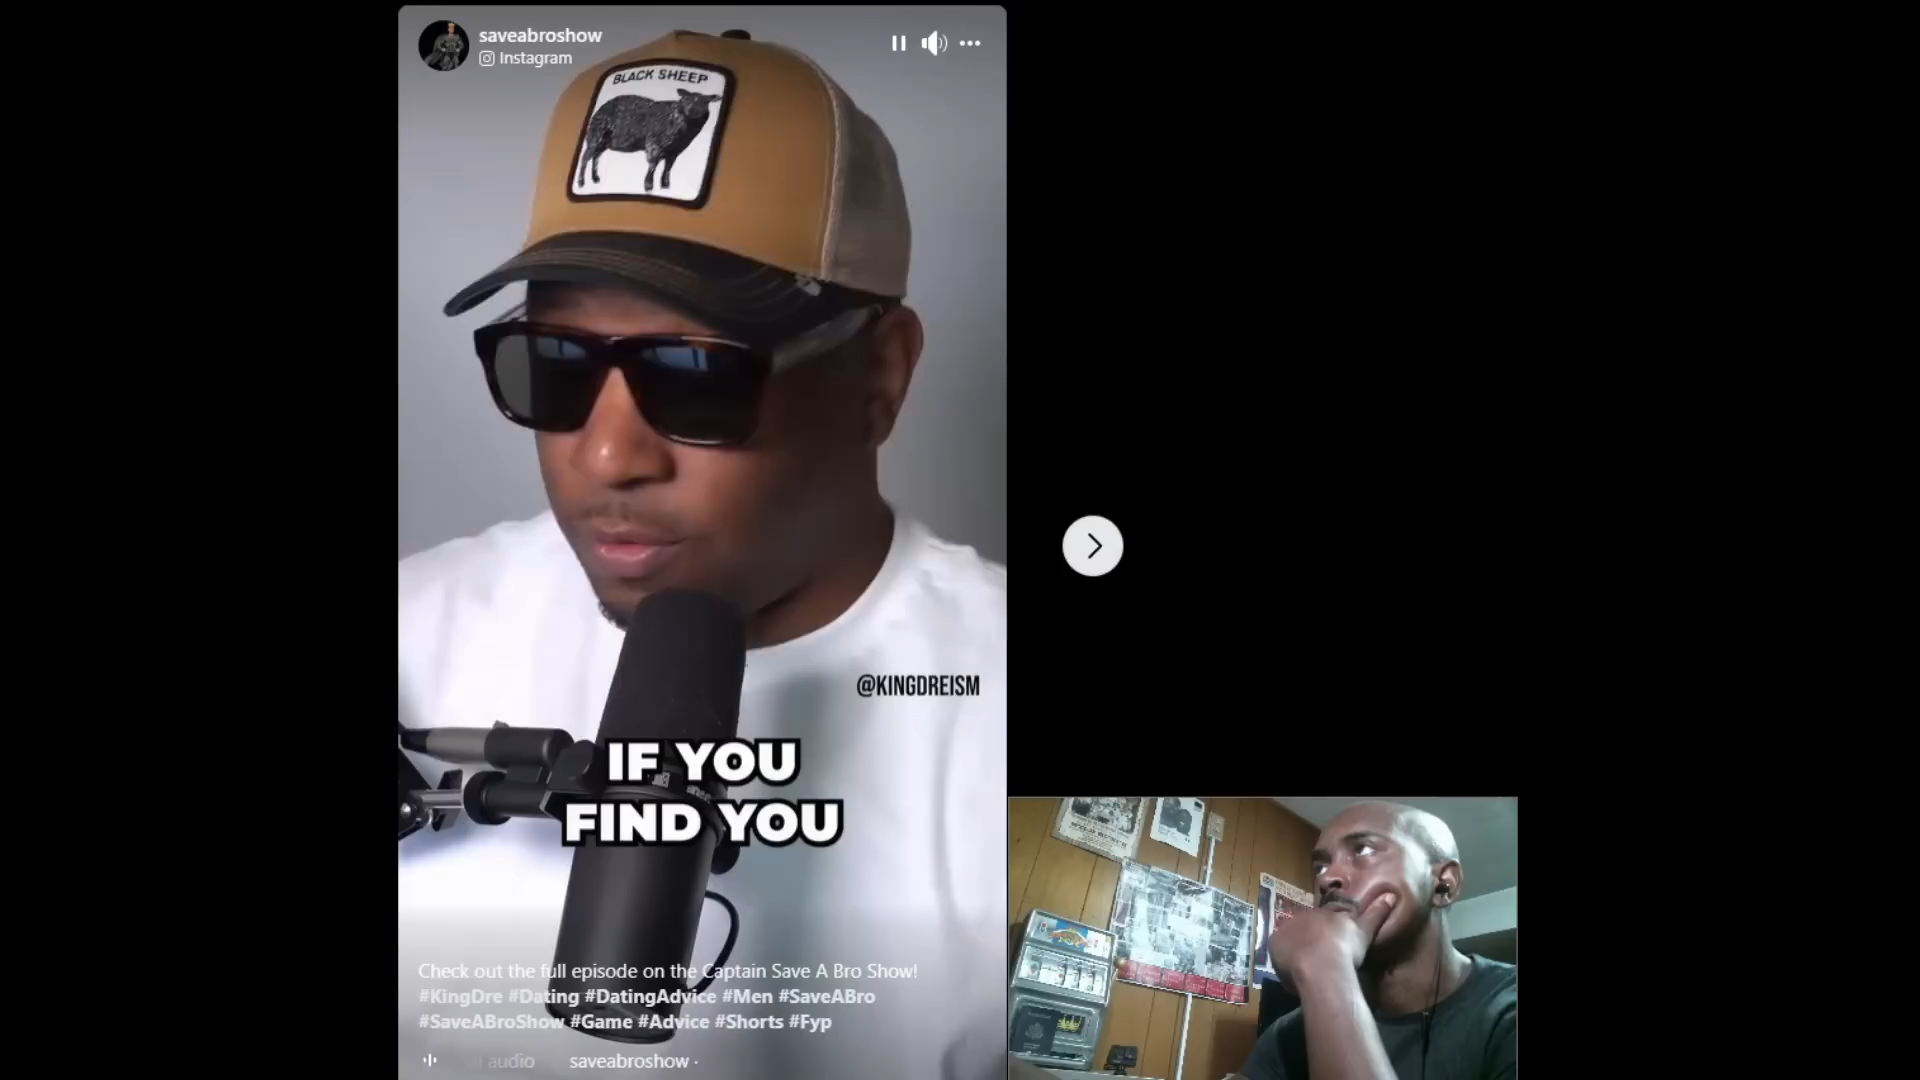 saveabroshow
Instagram
BLACK SHEEP
@KINGDREISM
IF YOU
FIND YOU
Check out the full episode on the Captain Save A Bro Show!
#KingDre #Dating #DatingAdvice #Men #SaveABro
#SaveABroShow #Game #Advice #Shorts #Fyp
audio saveabroshow ·